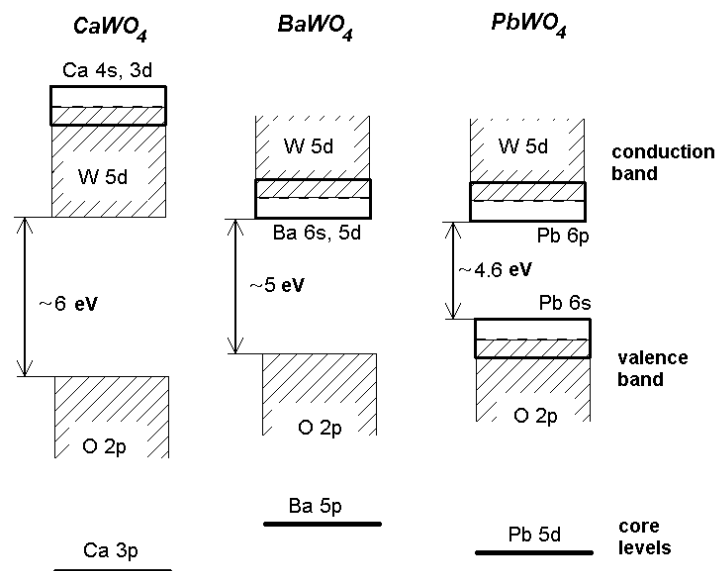 CaWO4
BaWO4
PbWO4
Ca 4s, 3d
W 5d
W 5d
W 5d
conduction
band
Ba 6s, 5d
Pb 6p
~6 eV
~5 eV
~4.6 eV
Pb 6s
valence
band
O 2p
O 2p
O 2p
Ba 5p
Ca 3p
Pb 5d
core
levels